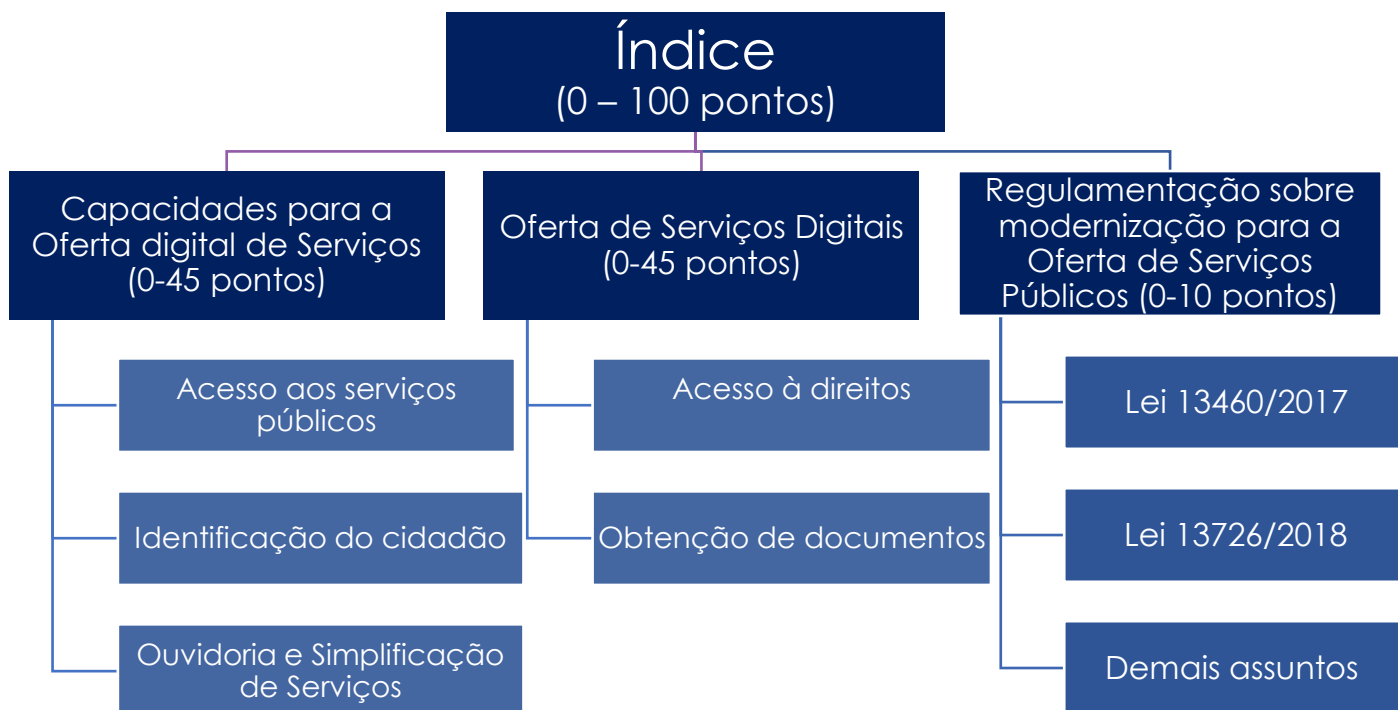 Índice
(0 – 100 pontos)
Capacidades para a
Oferta digital de Serviços
(0-45 pontos)
Acesso aos serviços
públicos
Identificação do cidadão
Ouvidoria e Simplificação
de Serviços
Oferta de Serviços Digitais
(0-45 pontos)
Acesso à direitos
Obtenção de documentos
Regulamentação sobre
modernização para a
Oferta de Serviços
Públicos (0-10 pontos)
Lei 13460/2017
Lei 13726/2018
Demais assuntos